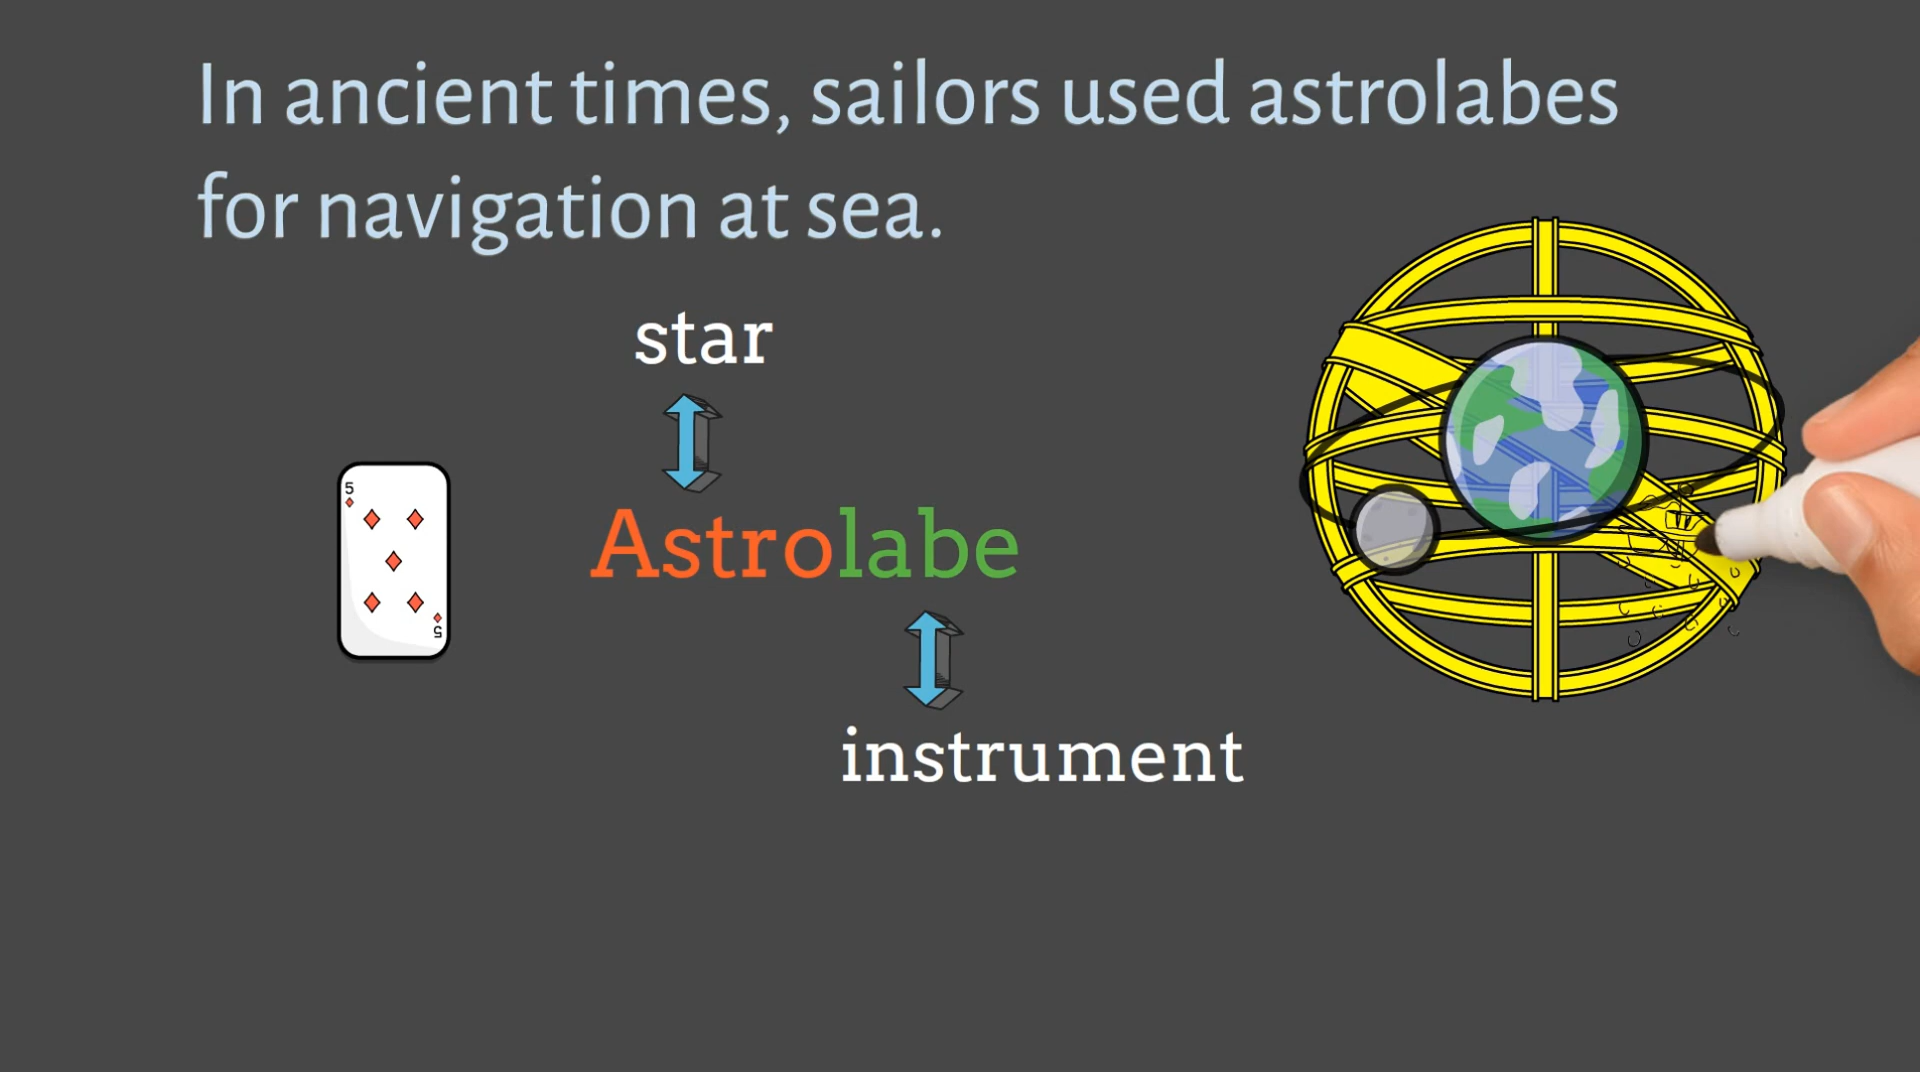 In ancient times, sailors used astrolabes
for navigation at sea.
star
5
Astrolabe
5
instrument